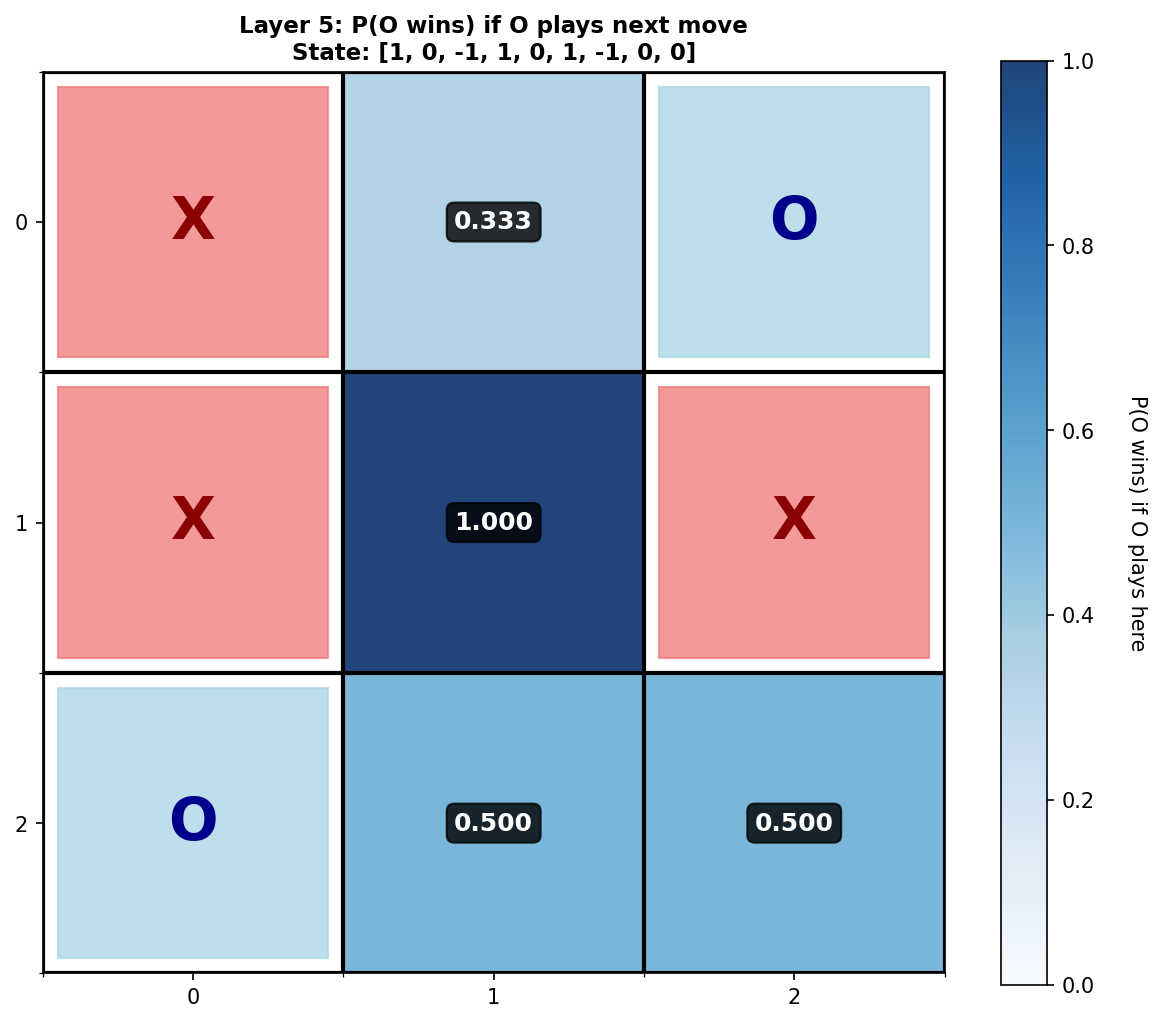 Layer 5: P(O wins) if O plays next move
State: [1, 0, -1, 1, 0, 1, -1, 0, 0]
X
0.333
O
X
1.000
X
O
0.500
0.500
0
1
2
0
1
2
1.0
0.8
0.6
0.4
0.2
0.0
P(O wins) if O plays here